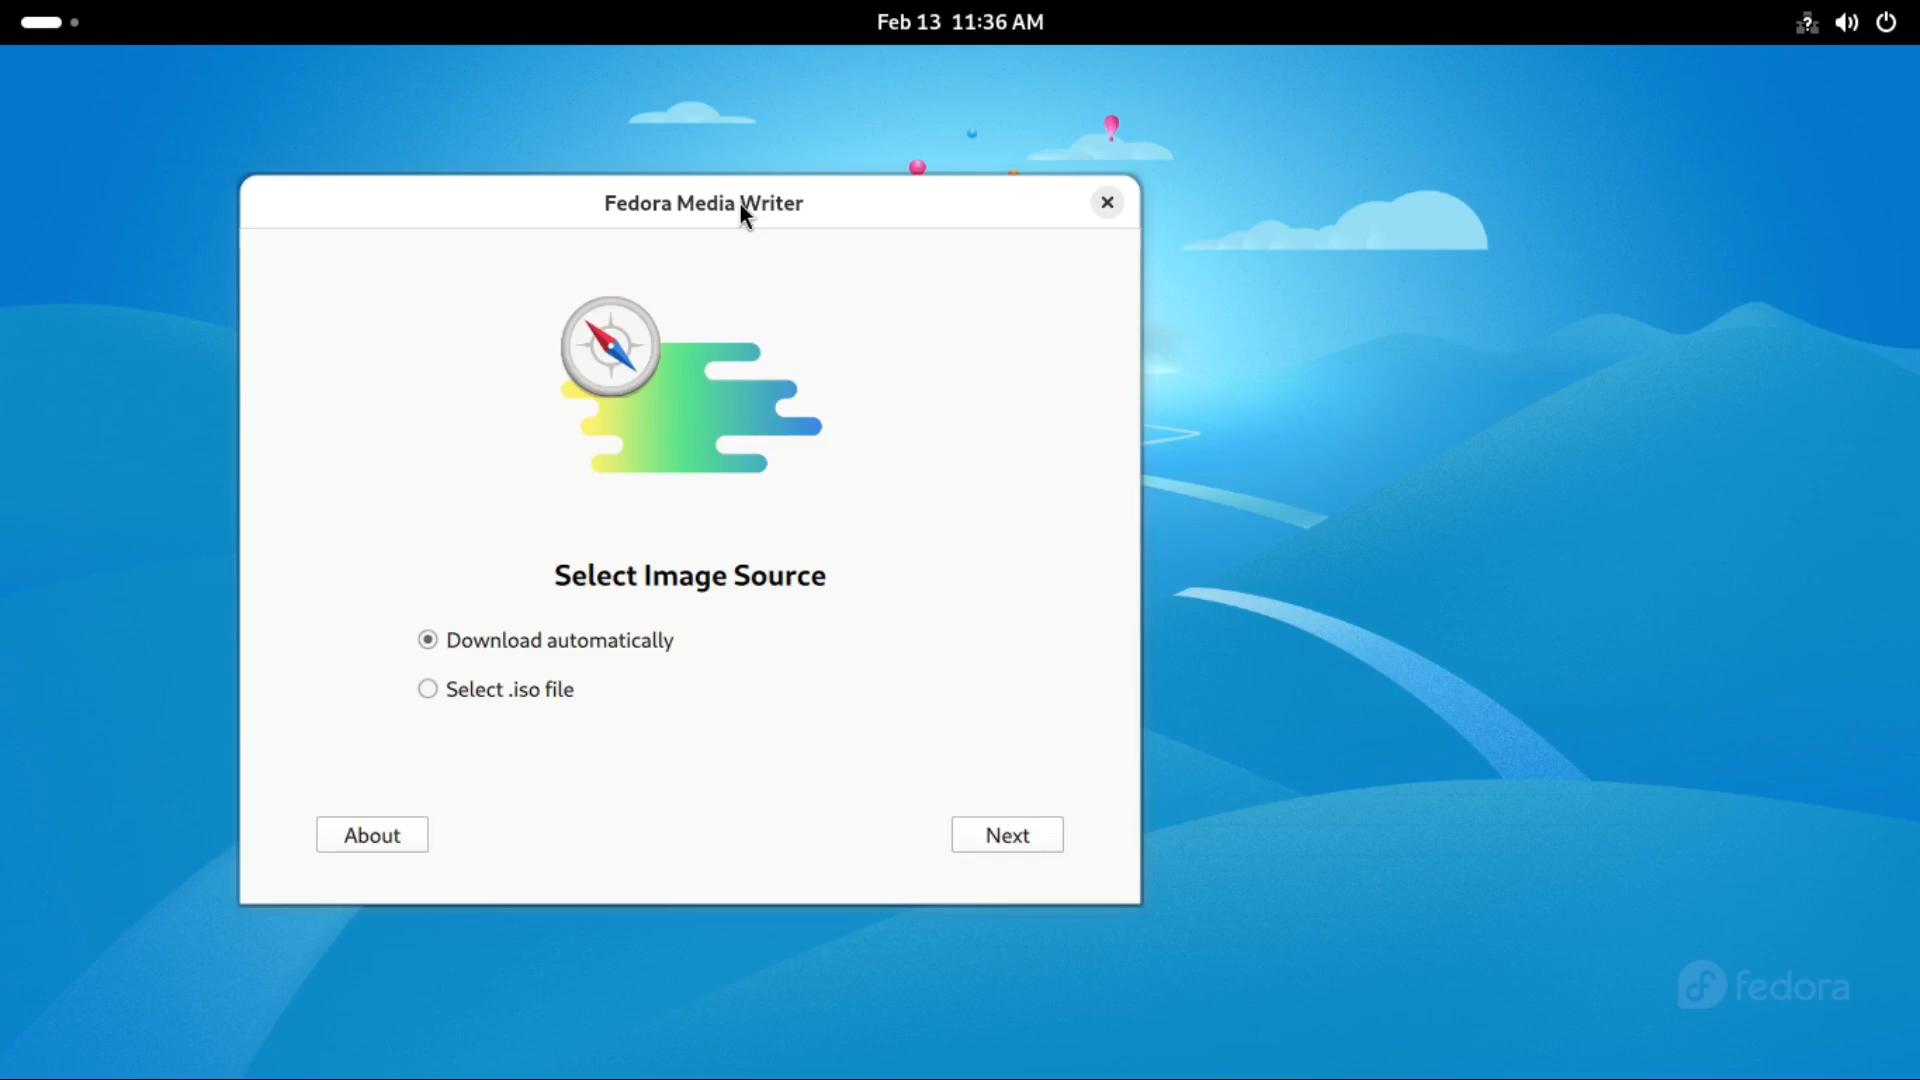 Feb 13 11:36 AM
Fedora Media Writer
Select Image Source
Download automatically
Select .iso file
About
Next
fedora